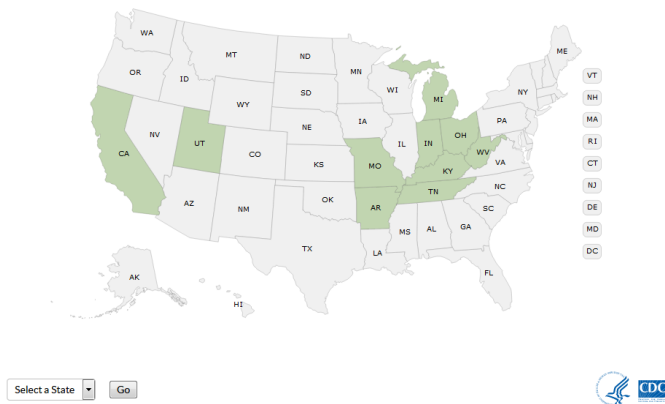 WA
ME
MT
ND
OR
MN
VT
ID
WI
SD
NY
NH
WY
MI
MA
IA
PA
NE
NV
OH
RI
UT
IL
IN
CA
CO
WV
CT
VA
KS
MO
KY
NJ
NC
TN
OK
DE
AZ
NM
AR
SC
MD
MS
AL
GA
TX
LA
DC
FL
AK
HI
Select a State
Go
CDC